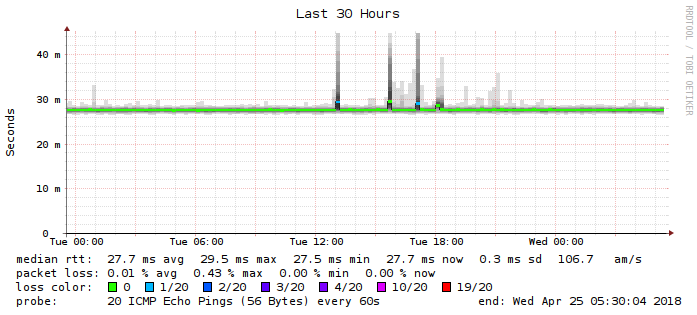 Last 30 Hours
RRDTOOL / TOBI OETIKER
Seconds
40 m
30 m
20 m
10 m
0
Tue 00:00 Tue 06:00 Tue 12:00 Tue 18:00 Wed 00:00
median rtt: 27.7 ms avg 29.5 ms max 27.5 ms min 27.7 ms now 0.3 ms sd 106.7 am/s
packet loss: 0.01 % avg 0.43 % max 0.00 % min 0.00 % now
loss color: 0 1/20 2/20 3/20 4/20 10/20 19/20
probe: 20 ICMP Echo Pings (56 Bytes) every 60s end: Wed Apr 25 05:30:04 2018